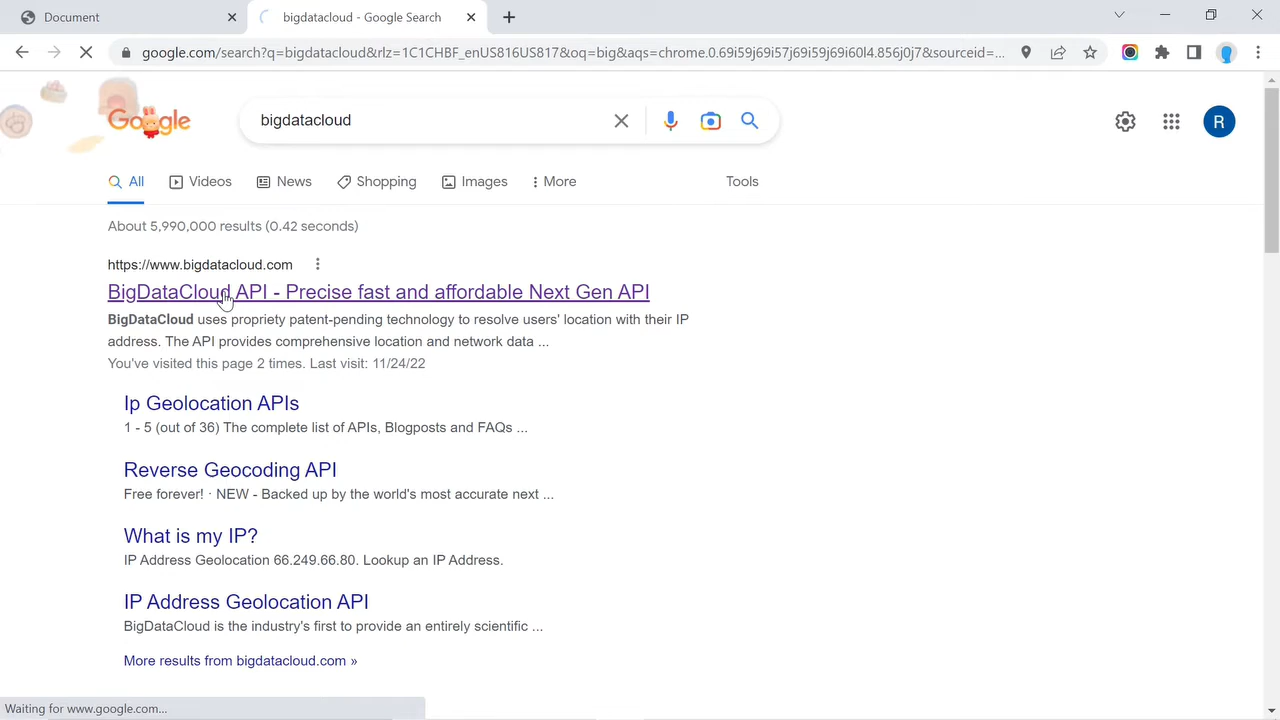 Document
bigdatacloud - Google Search
google.com/search?q=bigdatacloud&rlz=1C1CHBF_enUS816US817&oq=big&aqs=chrome.0.69i59j69i57j69i59j69i60l4.856j0j7&sourceid=...
Google
bigdatacloud
R
All
Videos
News
Shopping
Images
More
Tools
About 5,990,000 results (0.42 seconds)
https://www.bigdatacloud.com
BigDataCloud API - Precise fast and affordable Next Gen API
BigDataCloud uses propriety patent-pending technology to resolve users' location with their IP
address. The API provides comprehensive location and network data ...
You've visited this page 2 times. Last visit: 11/24/22
Ip Geolocation APIs
1 - 5 (out of 36) The complete list of APIs, Blogposts and FAQs ...
Reverse Geocoding API
Free forever! · NEW - Backed up by the world's most accurate next ...
What is my IP?
IP Address Geolocation 66.249.66.80. Lookup an IP Address.
IP Address Geolocation API
BigDataCloud is the industry's first to provide an entirely scientific ...
More results from bigdatacloud.com »
Waiting for www.google.com...